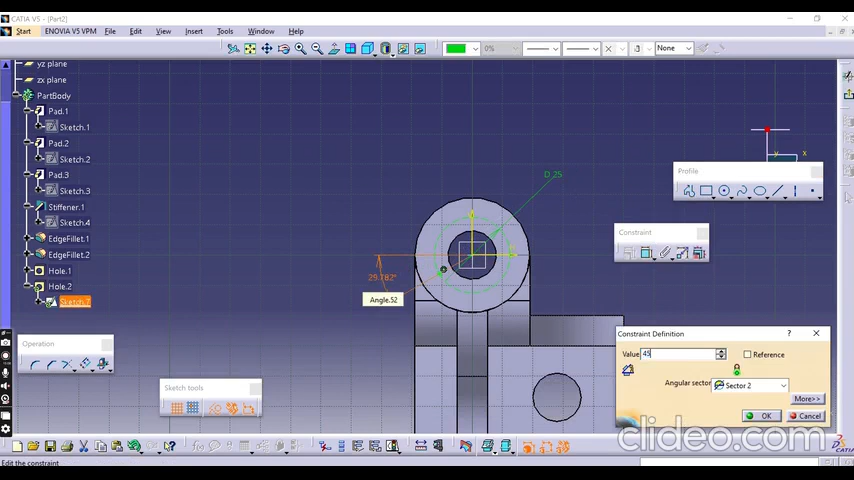 CATIA V5 - [Part2]
Start ENOVIA V5 VPM File Edit View Insert Tools Window Help
0% None
yz plane
zx plane
PartBody
Pad.1
Sketch.1
Pad.2
Sketch.2
Pad.3
Sketch.3
Stiffener.1
Sketch.4
EdgeFillet.1
EdgeFillet.2
Hole.1
Hole.2
Sketch.7
y x
Profile
D 25
Constraint
29.782°
Angle.52
Operation
Sketch tools
Constraint Definition ?
Value 45 Reference
Angular sector Sector 2
More>>
OK Cancel
clideo.com
CATIA
Edit the constraint